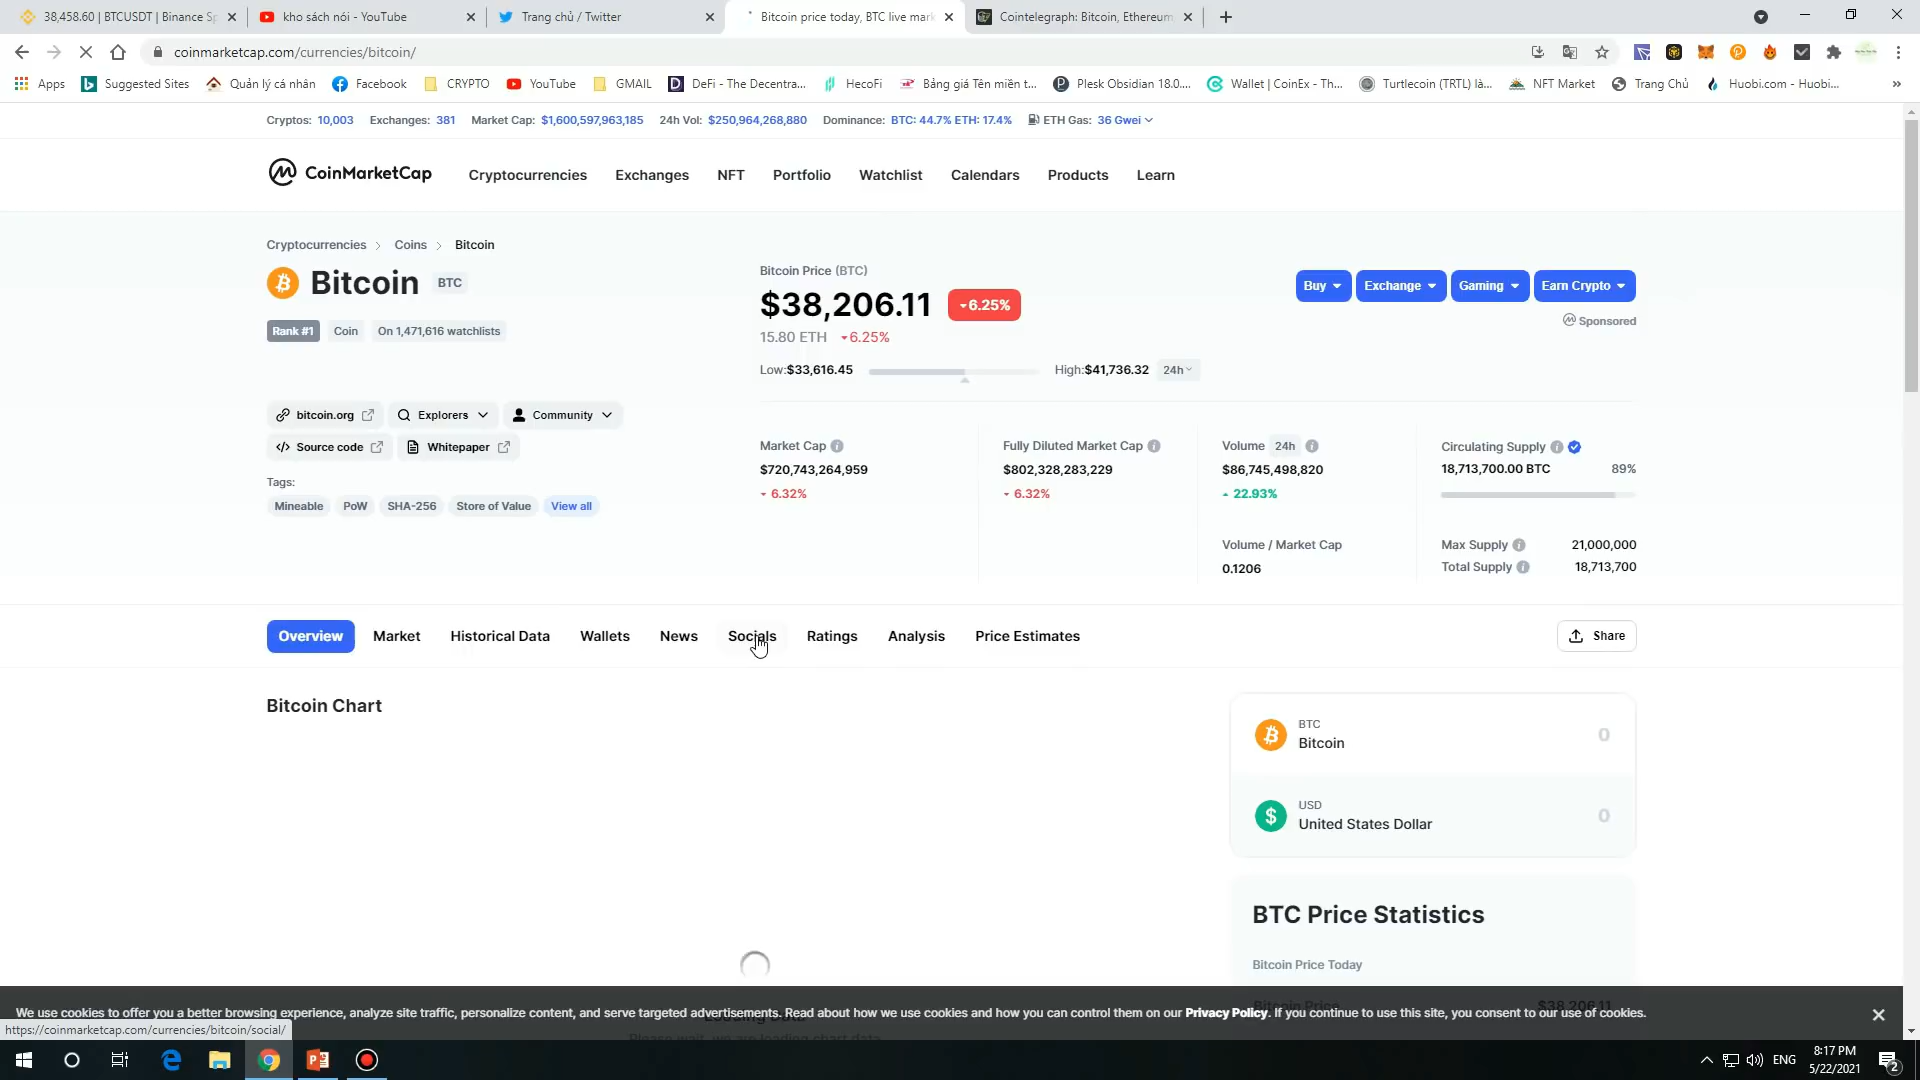 38,458.60 | BTCUSDT | Binance Sp
kho sách nói - YouTube
Trang chủ / Twitter
Bitcoin price today, BTC live mark
Cointelegraph: Bitcoin, Ethereum
coinmarketcap.com/currencies/bitcoin/
Apps
Suggested Sites
Quản lý cá nhân
Facebook
CRYPTO
YouTube
GMAIL
DeFi - The Decentra...
HecoFi
Bảng giá Tên miền t...
Plesk Obsidian 18.0....
Wallet | CoinEx - Th...
Turtlecoin (TRTL) là...
NFT Market
Trang Chủ
Huobi.com - Huobi...
Cryptos: 10,003 Exchanges: 381 Market Cap: $1,600,597,963,185 24h Vol: $250,964,268,880 Dominance: BTC: 44.7% ETH: 17.4% ETH Gas: 36 Gwei
CoinMarketCap
Cryptocurrencies Exchanges NFT Portfolio Watchlist Calendars Products Learn
Cryptocurrencies Coins Bitcoin
Bitcoin BTC
Rank #1 Coin On 1,471,616 watchlists
bitcoin.org Explorers Community
Source code Whitepaper
Tags:
Mineable PoW SHA-256 Store of Value View all
Bitcoin Price (BTC)
$38,206.11 6.25%
15.80 ETH 6.25%
Low:$33,616.45 High:$41,736.32 24h
Buy Exchange Gaming Earn Crypto
Sponsored
Market Cap
$720,743,264,959
6.32%
Fully Diluted Market Cap
$802,328,283,229
6.32%
Volume 24h
$86,745,498,820
22.93%
Volume / Market Cap
0.1206
Circulating Supply
18,713,700.00 BTC 89%
Max Supply 21,000,000
Total Supply 18,713,700
Overview Market Historical Data Wallets News Socials Ratings Analysis Price Estimates
Share
Bitcoin Chart
BTC
Bitcoin 0
USD
United States Dollar 0
BTC Price Statistics
Bitcoin Price Today
Bitcoin Price $38,206.11
Loading Data
Please wait, we are loading chart data
We use cookies to offer you a better browsing experience, analyze site traffic, personalize content, and serve targeted advertisements. Read about how we use cookies and how you can control them on our Privacy Policy. If you continue to use this site, you consent to our use of cookies.
https://coinmarketcap.com/currencies/bitcoin/social/
ENG
8:17 PM
5/22/2021
2